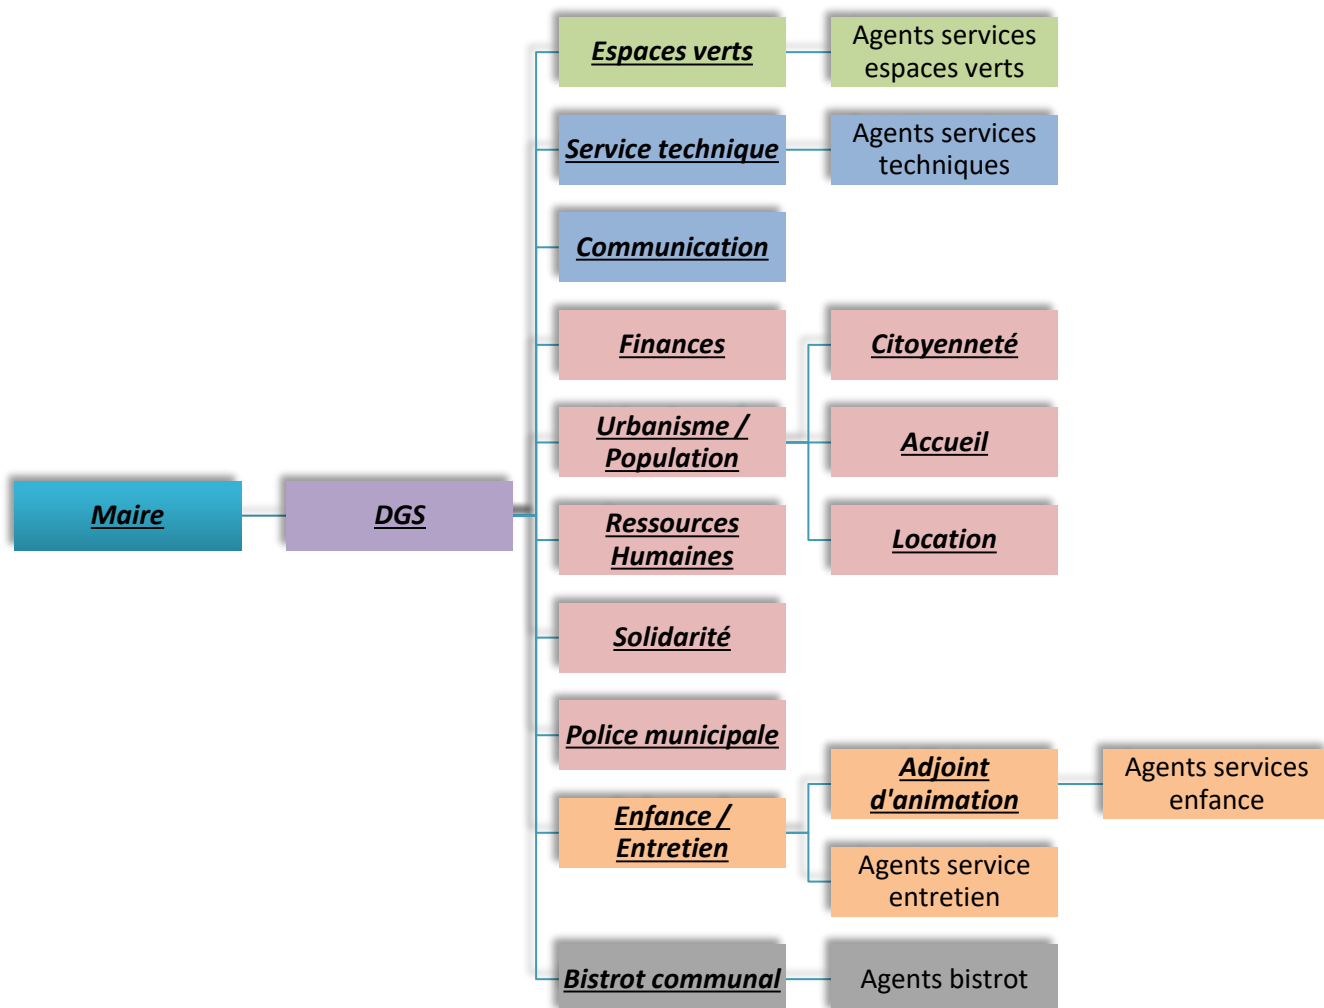 Espaces verts
Agents services
espaces verts
Service technique
Agents services
techniques
Communication
Finances
Citoyenneté
Urbanisme /
Population
Accueil
Maire
DGS
Ressources
Humaines
Location
Solidarité
Police municipale
Adjoint
d'animation
Agents services
enfance
Enfance /
Entretien
Agents service
entretien
Bistrot communal
Agents bistrot